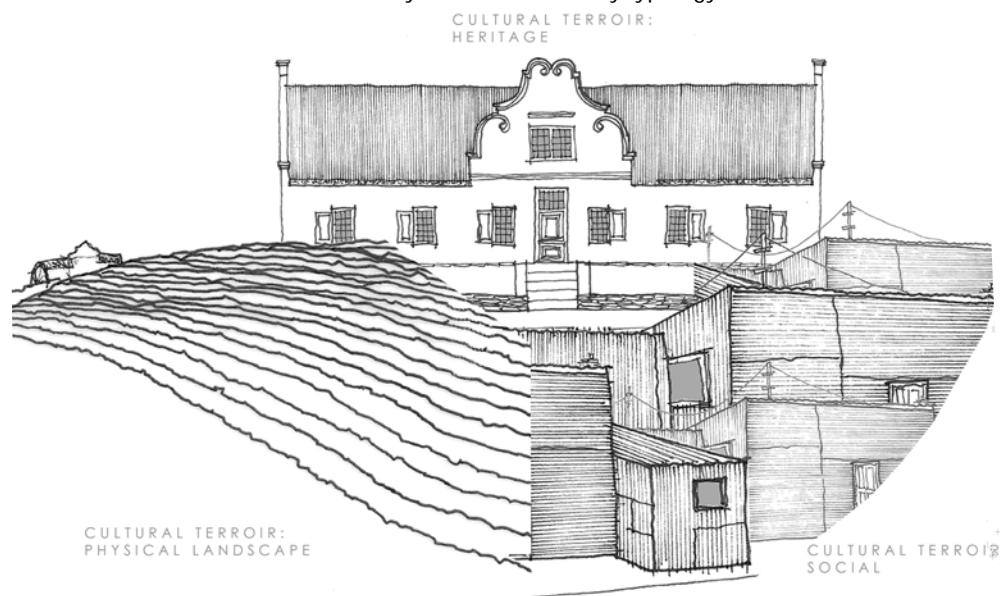 CULTURAL TERROIR:
HERITAGE
CULTURAL TERROIR:
PHYSICAL LANDSCAPE
CULTURAL TERROIR
SOCIAL